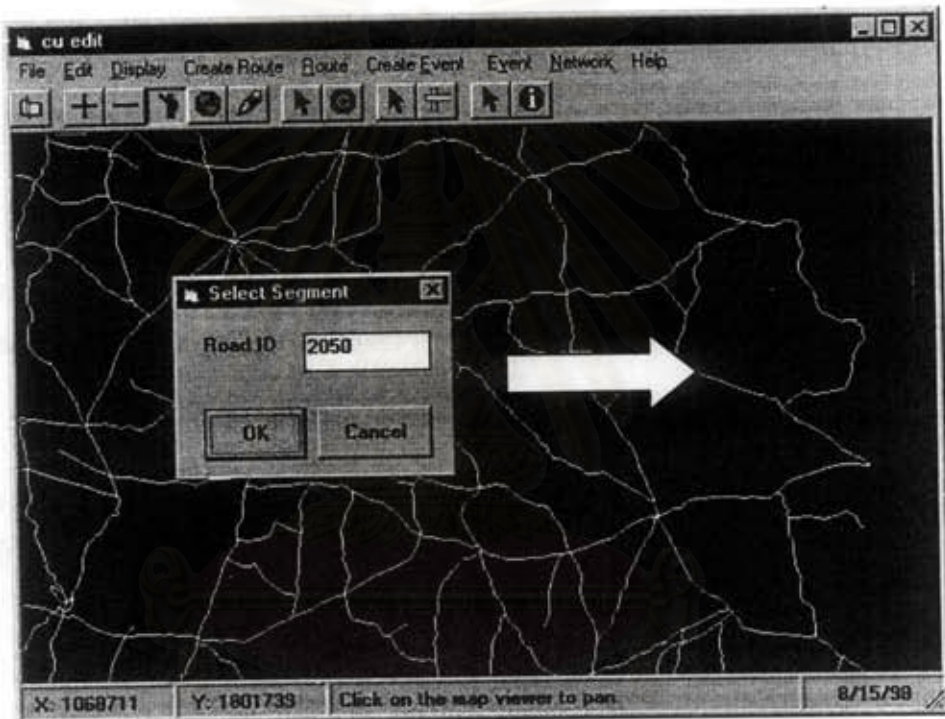 cu edit
File Edit Display Create Route Route Create Event Event Network Help
Select Segment
Road ID 2050
OK Cancel
X: 1068711 Y: 1801739 Click on the map viewer to pan. 8/15/98